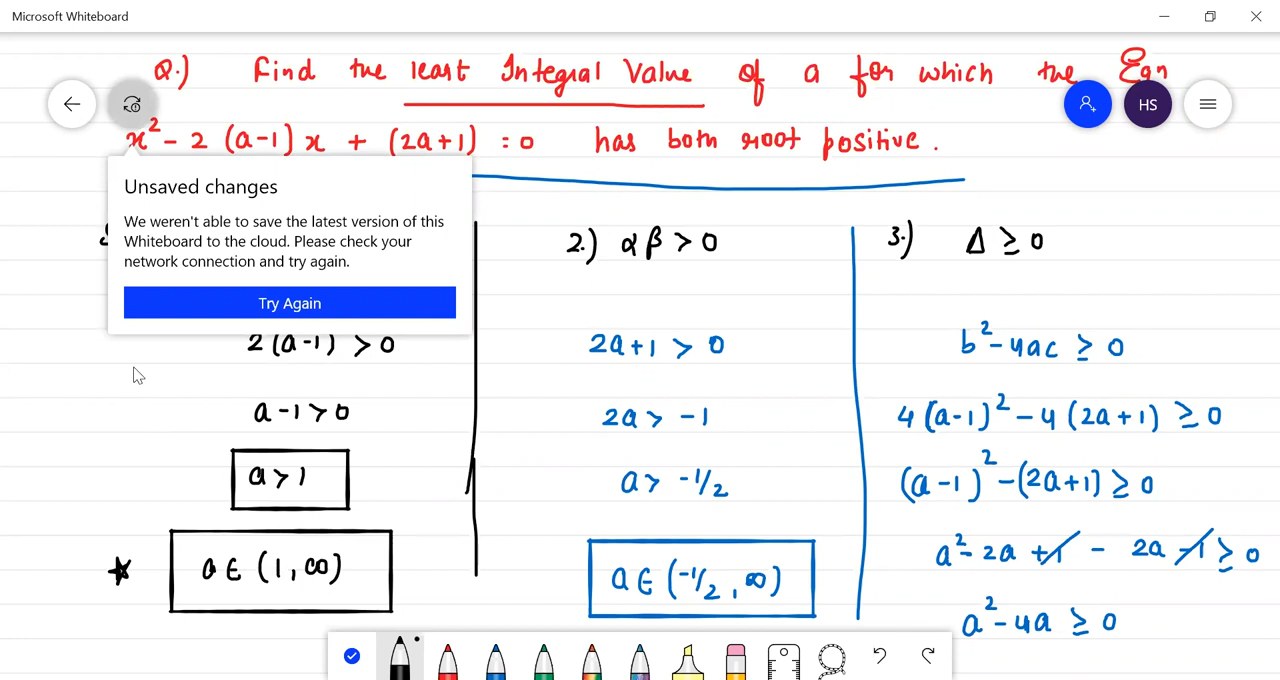 Microsoft Whiteboard
Q.) Find the least Integral Value of a for which the Eqn
x² - 2 (a-1) x + (2a+1) = 0 has both root positive.
HS
Unsaved changes
We weren't able to save the latest version of this
Whiteboard to the cloud. Please check your
network connection and try again.
Try Again
2(a-1) > 0
a-1 > 0
a > 1
a ∈ (1, ∞)
2.) αβ > 0
2a+1 > 0
2a > -1
a > -1/2
a ∈ (-1/2, ∞)
3.) Δ ≥ 0
b² - 4ac ≥ 0
4(a-1)² - 4(2a+1) ≥ 0
(a-1)² - (2a+1) ≥ 0
a² - 2a + 1 - 2a - 1 ≥ 0
a² - 4a ≥ 0